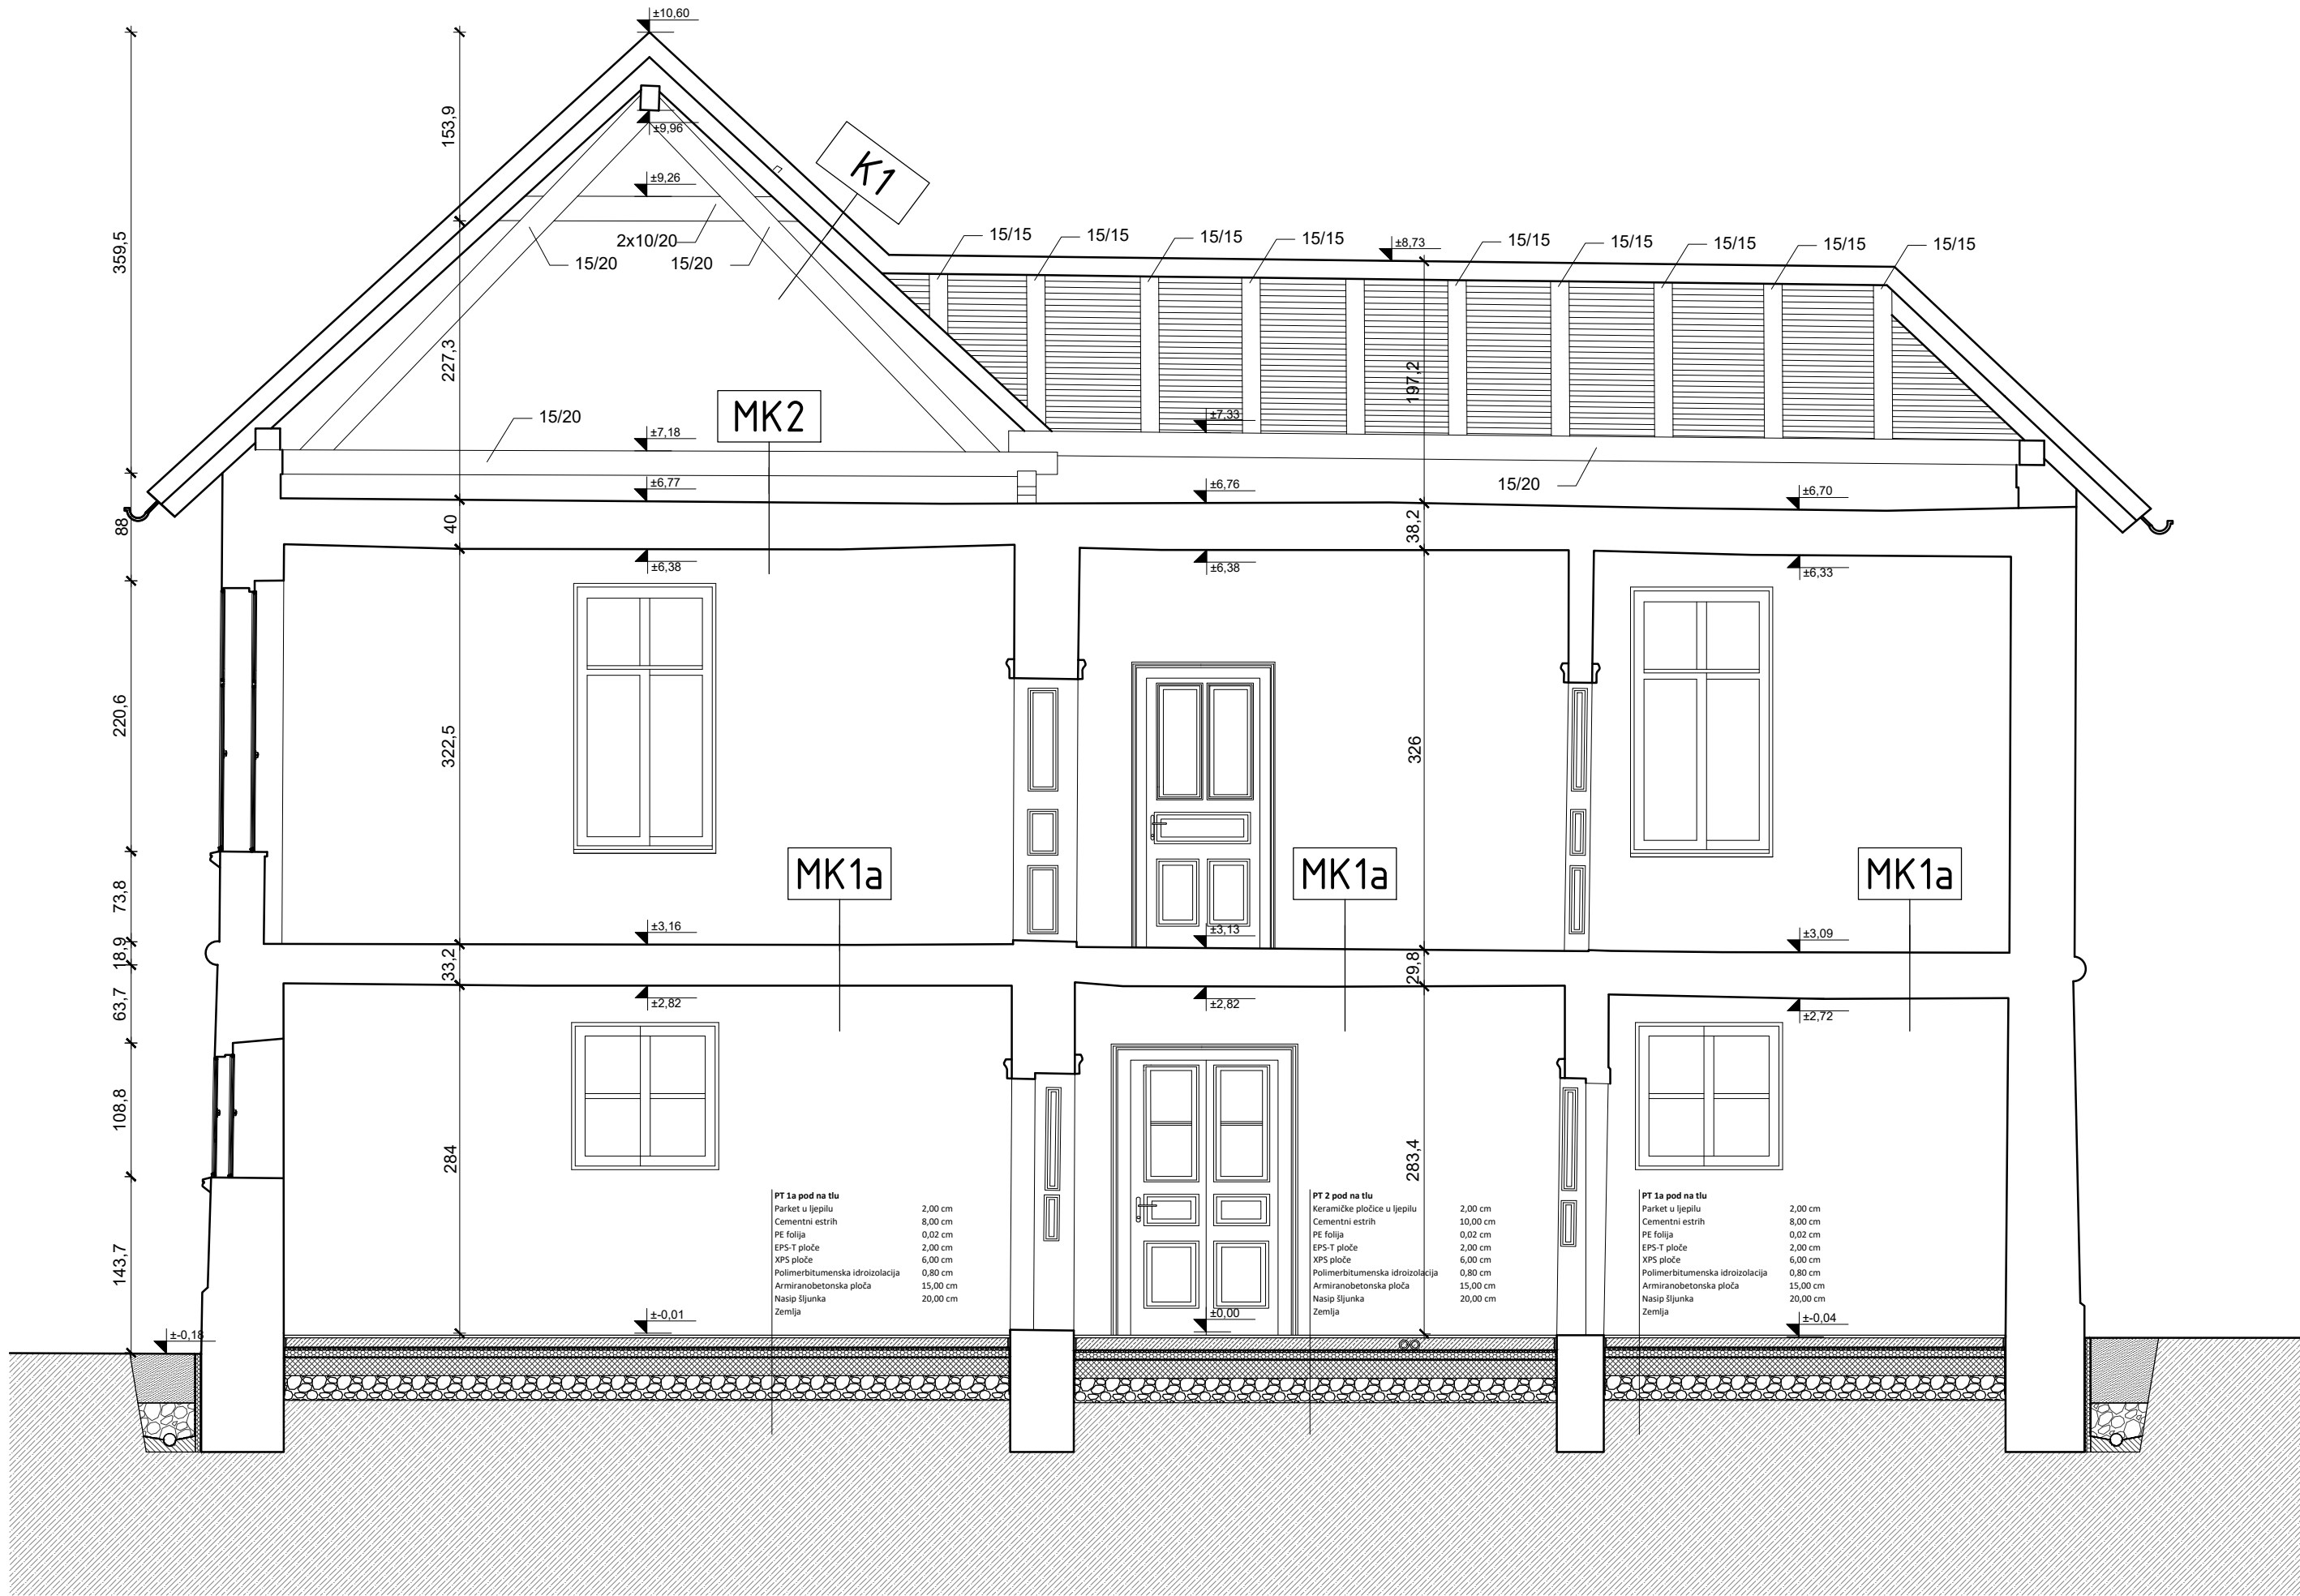 ±10,60
153,9
±9,96
K1
±9,26
359,5
2x10/20
15/20
15/20
15/15
15/15
15/15
15/15
±8,73
15/15
15/15
15/15
15/15
15/15
227,3
197,2
MK2
15/20
±7,18
±7,33
15/20
±6,77
±6,76
±6,70
88
40
38,2
±6,38
±6,38
±6,33
220,6
322,5
326
MK1a
MK1a
MK1a
73,8
±3,16
±3,13
±3,09
18,9
33,2
29,8
63,7
±2,82
±2,82
±2,72
108,8
284
283,4
143,7
PT 1a pod na tlu
Parket u ljepilu 2,00 cm
Cementni estrih 8,00 cm
PE folija 0,02 cm
EPS-T ploče 2,00 cm
XPS ploče 6,00 cm
Polimerbitumenska idroizolacija 0,80 cm
Armiranobetonska ploča 15,00 cm
Nasip šljunka 20,00 cm
Zemlja
PT 2 pod na tlu
Keramičke pločice u ljepilu 2,00 cm
Cementni estrih 10,00 cm
PE folija 0,02 cm
EPS-T ploče 2,00 cm
XPS ploče 6,00 cm
Polimerbitumenska idroizolacija 0,80 cm
Armiranobetonska ploča 15,00 cm
Nasip šljunka 20,00 cm
Zemlja
PT 1a pod na tlu
Parket u ljepilu 2,00 cm
Cementni estrih 8,00 cm
PE folija 0,02 cm
EPS-T ploče 2,00 cm
XPS ploče 6,00 cm
Polimerbitumenska idroizolacija 0,80 cm
Armiranobetonska ploča 15,00 cm
Nasip šljunka 20,00 cm
Zemlja
±-0,18
±-0,01
±0,00
±-0,04